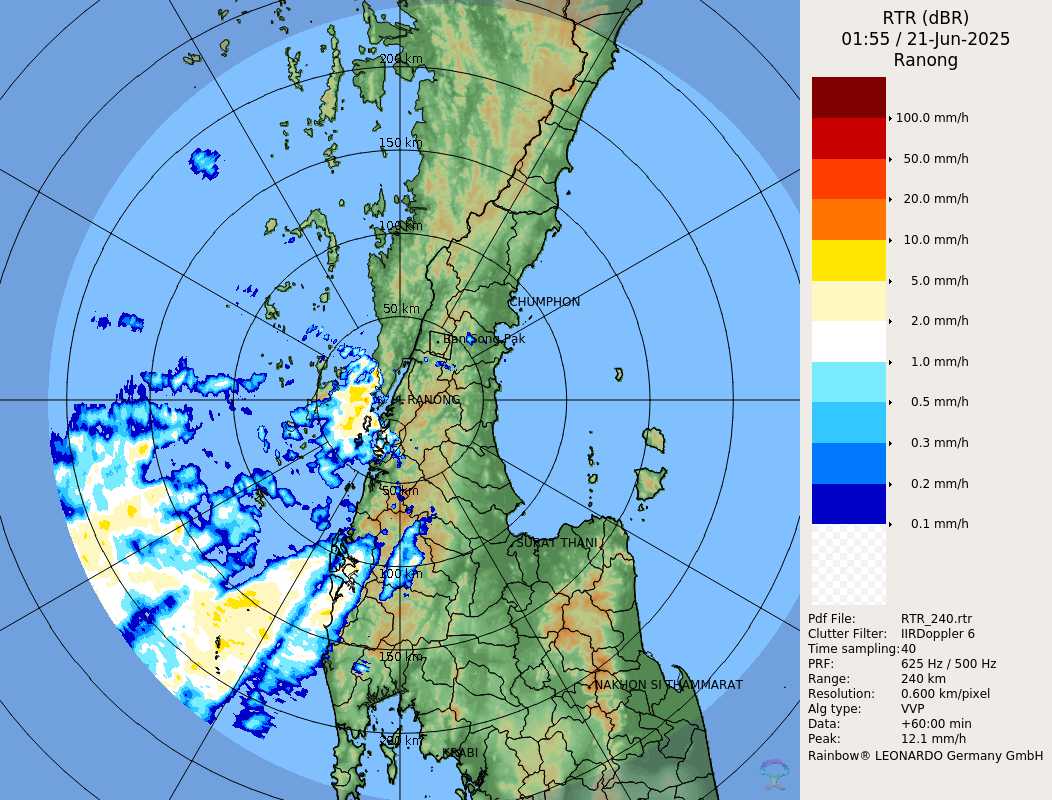 RTR (dBR)
01:55 / 21-Jun-2025
Ranong
100.0 mm/h
50.0 mm/h
20.0 mm/h
10.0 mm/h
5.0 mm/h
2.0 mm/h
1.0 mm/h
0.5 mm/h
0.3 mm/h
0.2 mm/h
0.1 mm/h
Pdf File: RTR_240.rtr
Clutter Filter: IIRDoppler 6
Time sampling: 40
PRF: 625 Hz / 500 Hz
Range: 240 km
Resolution: 0.600 km/pixel
Alg type: VVP
Data: +60:00 min
Peak: 12.1 mm/h
Rainbow® LEONARDO Germany GmbH
200 km
150 km
100 km
CHUMPHON
50 km
Ban Song Pak
RANONG
50 km
SURAT THANI
100 km
150 km
NAKHON SI THAMMARAT
200 km
KRABI